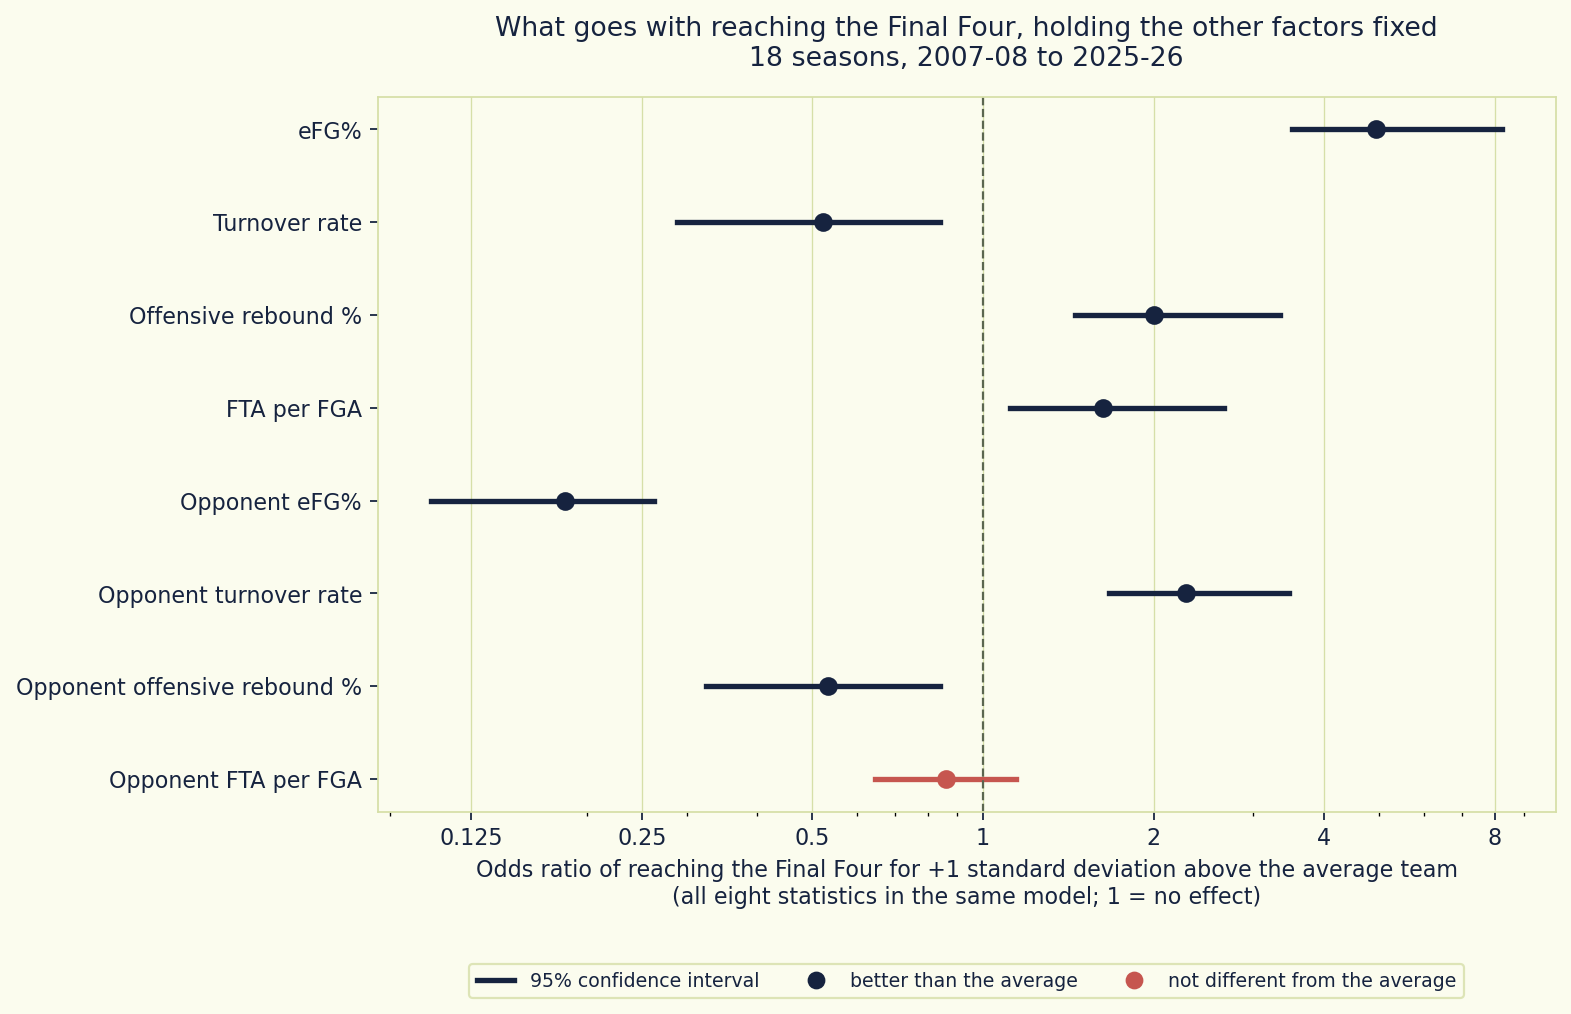 What goes with reaching the Final Four, holding the other factors fixed
18 seasons, 2007-08 to 2025-26
eFG%
Turnover rate
Offensive rebound %
FTA per FGA
Opponent eFG%
Opponent turnover rate
Opponent offensive rebound %
Opponent FTA per FGA
0.125 0.25 0.5 1 2 4 8
Odds ratio of reaching the Final Four for +1 standard deviation above the average team
(all eight statistics in the same model; 1 = no effect)
95% confidence interval better than the average not different from the average